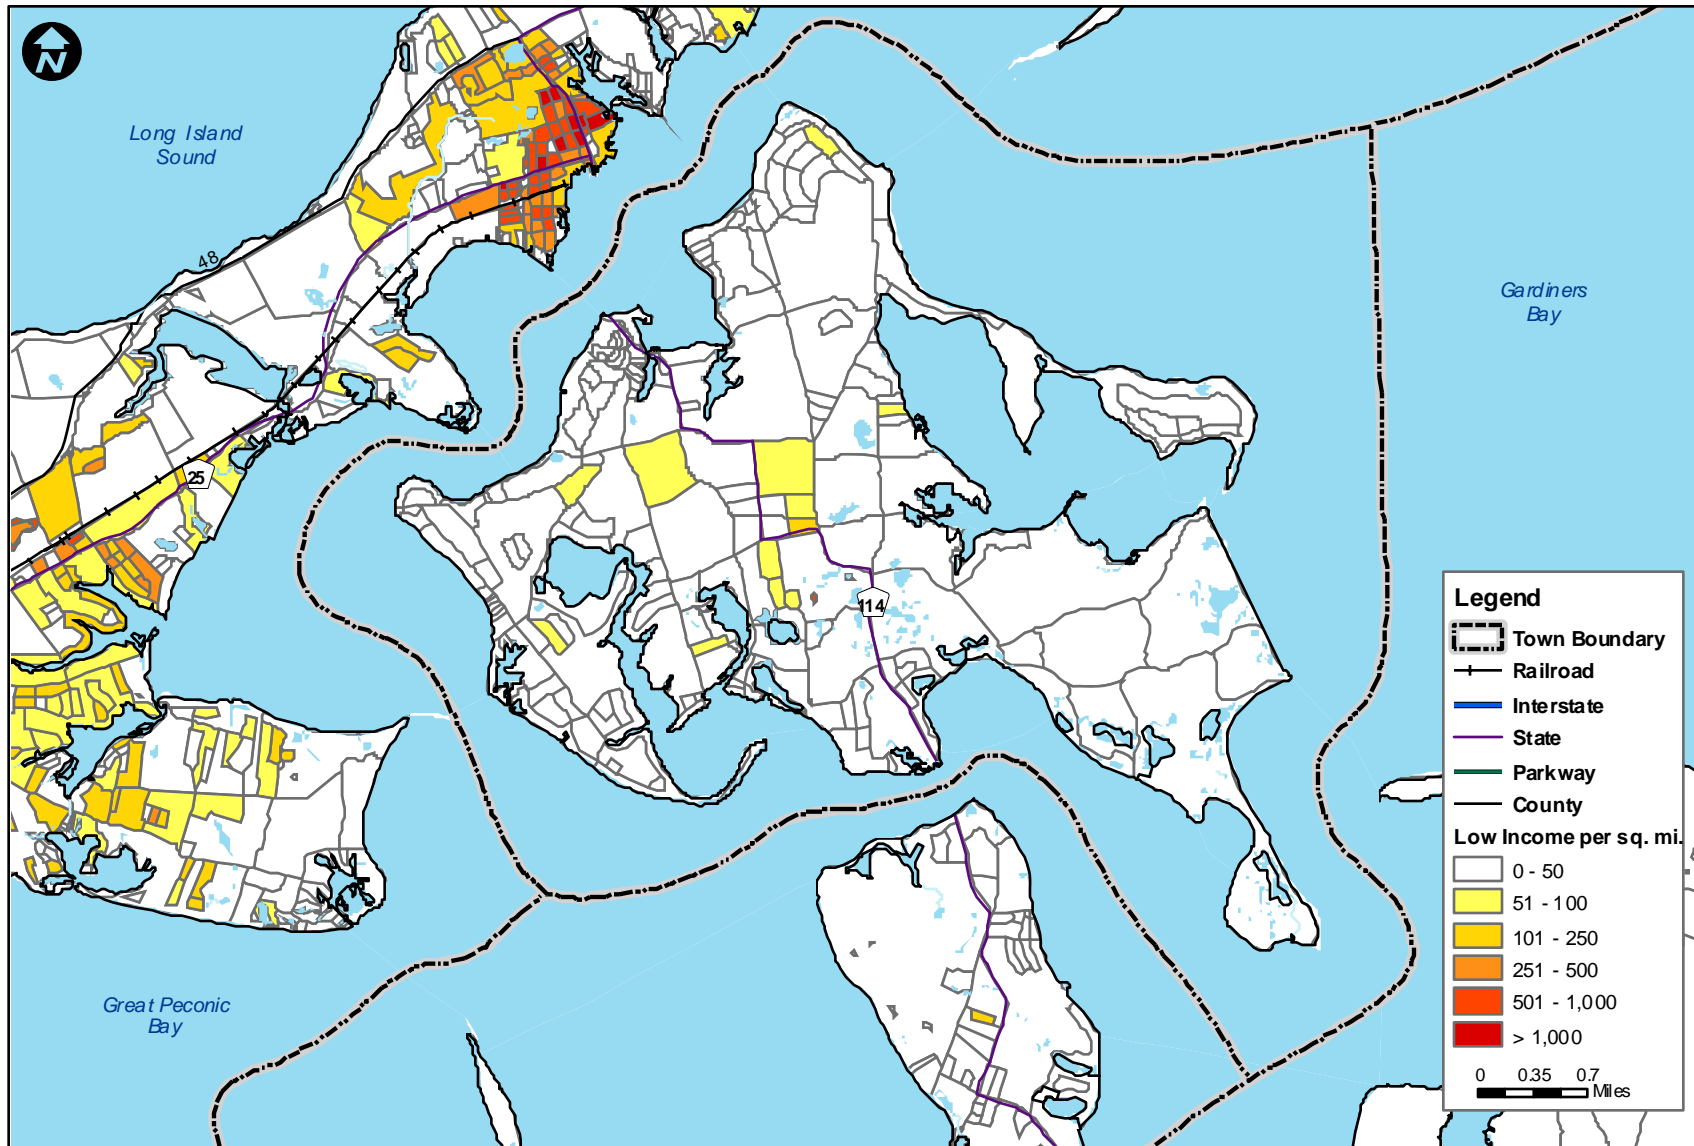 N
Long Island
Sound
48
Gardiners
Bay
25
114
Great Peconic
Bay
Legend
Town Boundary
Railroad
Interstate
State
Parkway
County
Low Income per sq. mi.
0 - 50
51 - 100
101 - 250
251 - 500
501 - 1,000
> 1,000
0 0.35 0.7
Miles